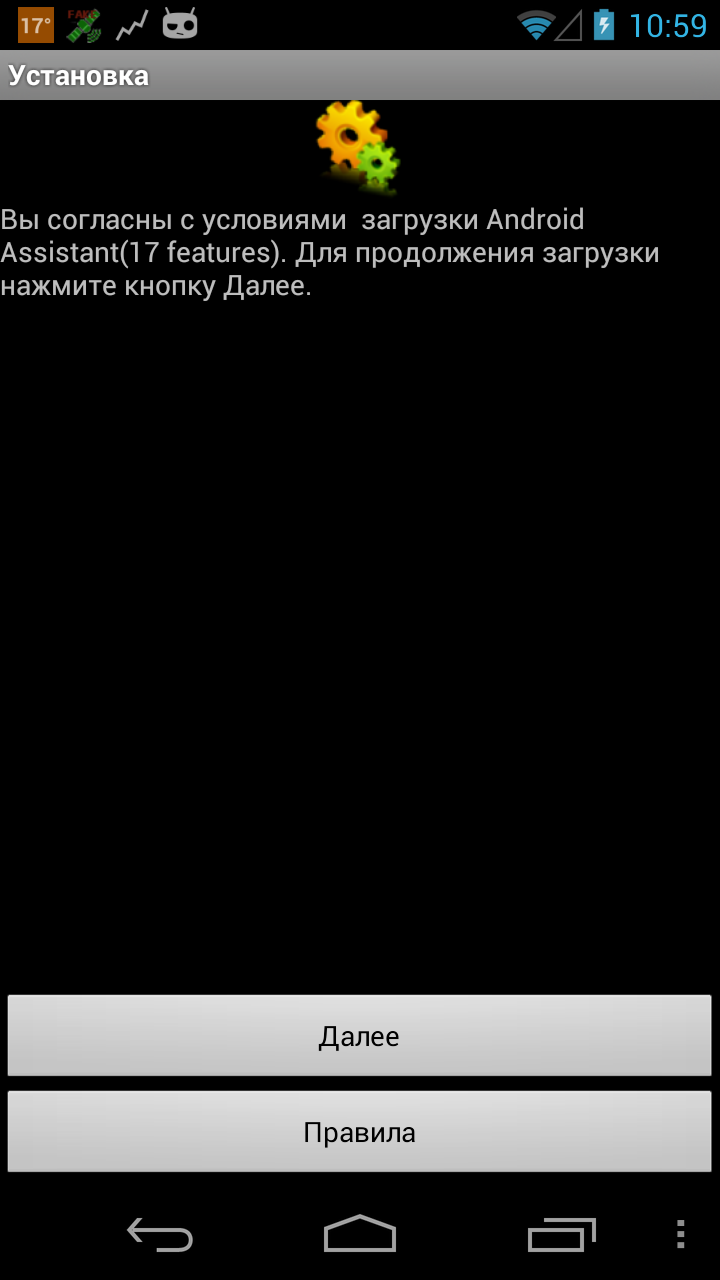 17°
FAKE
10:59
Установка
Вы согласны с условиями  загрузки Android
Assistant(17 features). Для продолжения загрузки
нажмите кнопку Далее.
Далее
Правила